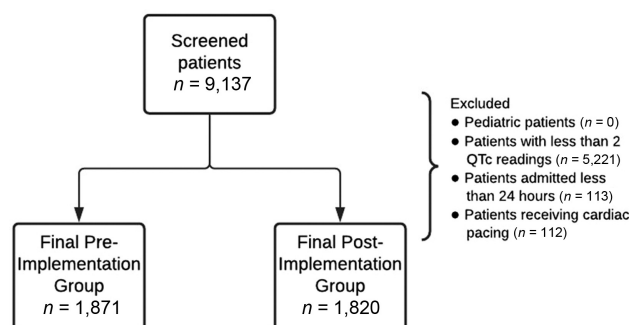 Screened
patients
n = 9,137
Excluded
● Pediatric patients (n = 0)
● Patients with less than 2
QTc readings (n = 5,221)
● Patients admitted less
than 24 hours (n = 113)
● Patients receiving cardiac
pacing (n = 112)
Final Pre-
Implementation
Group
n = 1,871
Final Post-
Implementation
Group
n = 1,820